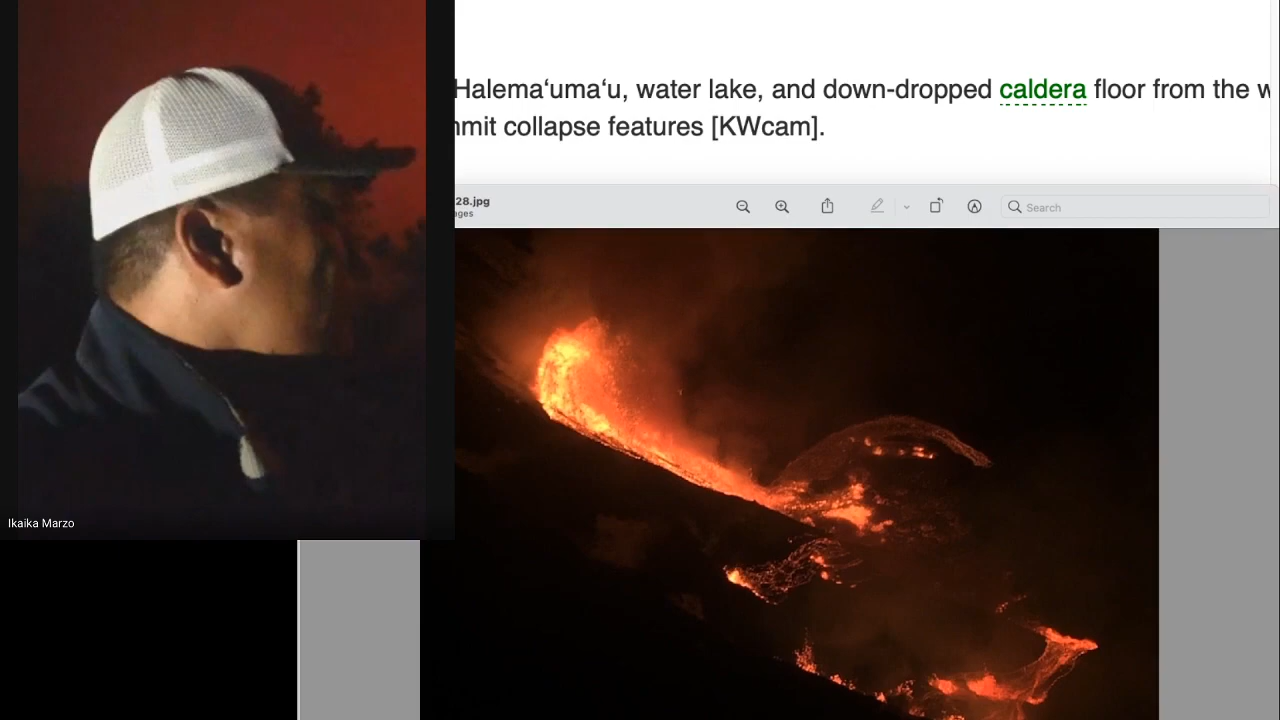 Halemaʻumaʻu, water lake, and down-dropped caldera floor from the w
mmit collapse features [KWcam].
28.jpg
ages
Search
Ikaika Marzo